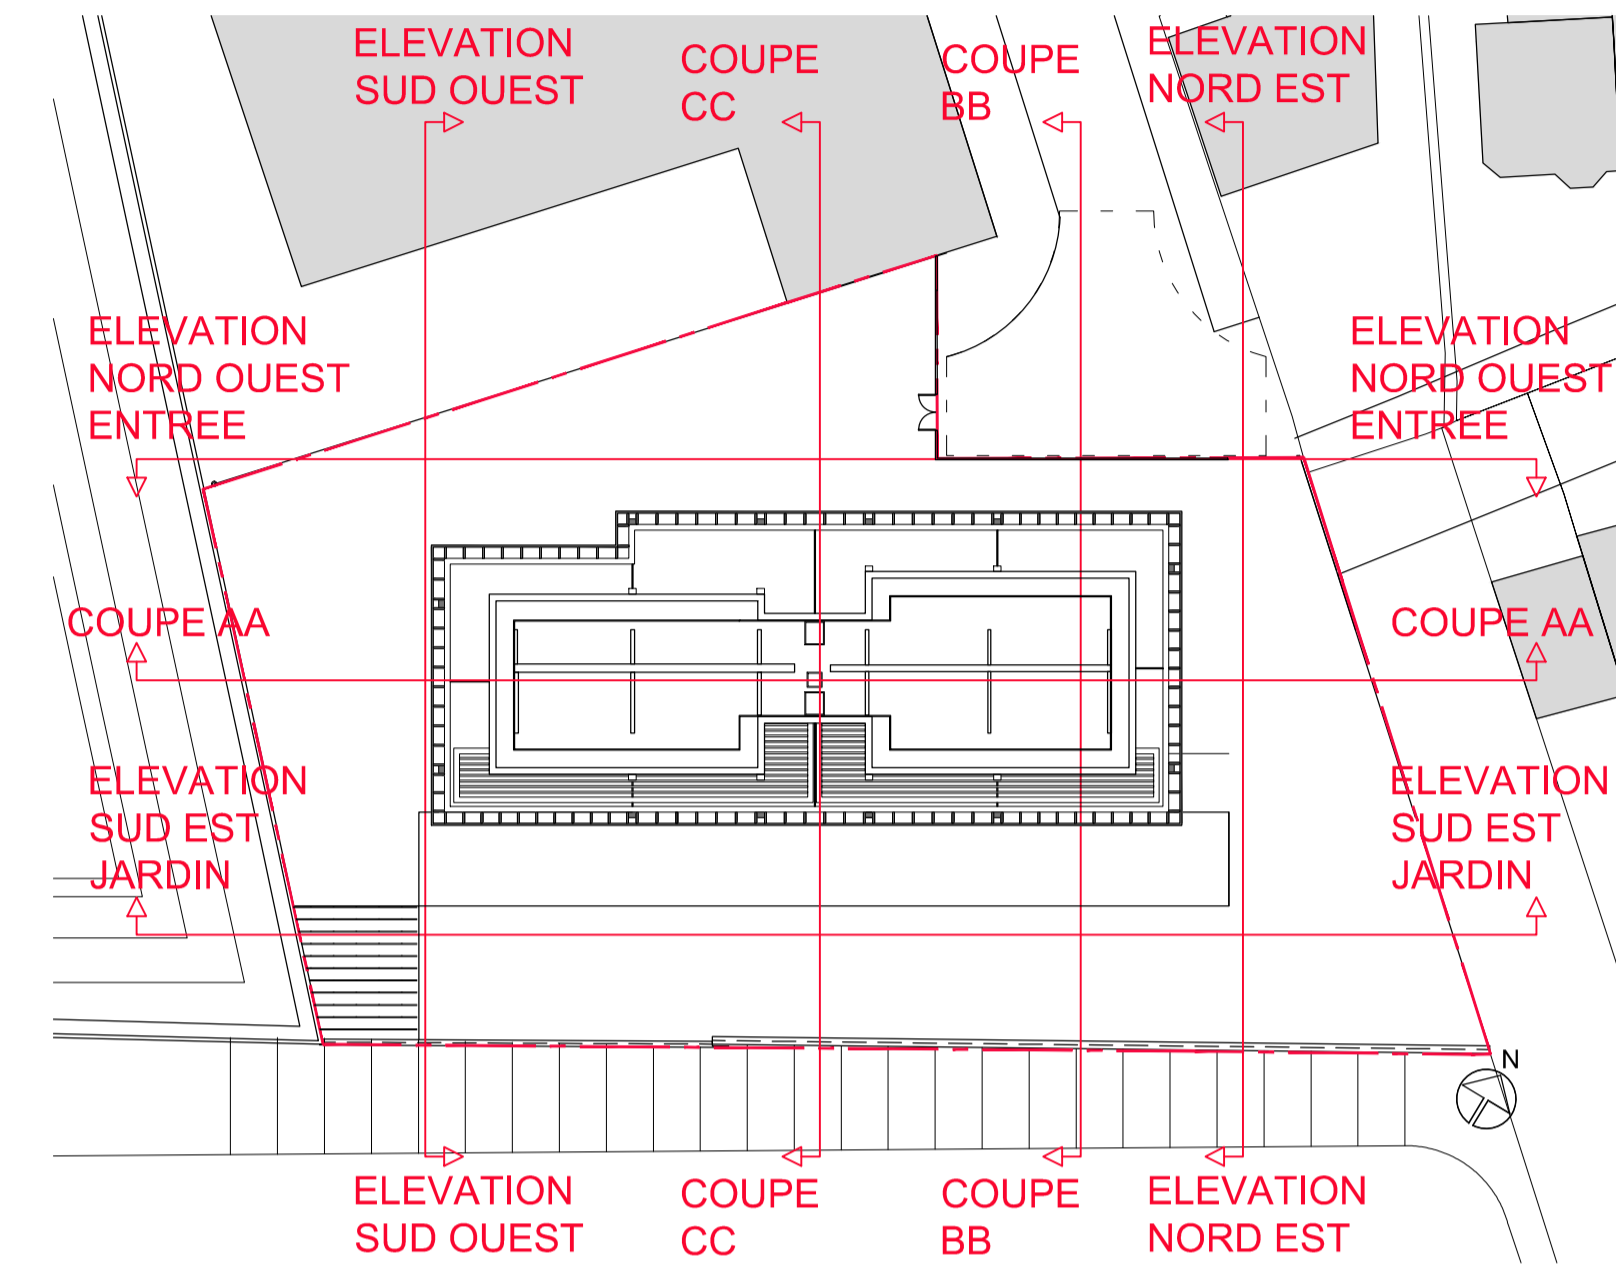 ELEVATION
SUD OUEST
COUPE
CC
COUPE
BB
ELEVATION
NORD EST
ELEVATION
NORD OUEST
ENTREE
ELEVATION
NORD OUEST
ENTREE
COUPE AA
COUPE AA
ELEVATION
SUD EST
JARDIN
ELEVATION
SUD EST
JARDIN
N
ELEVATION
SUD OUEST
COUPE
CC
COUPE
BB
ELEVATION
NORD EST